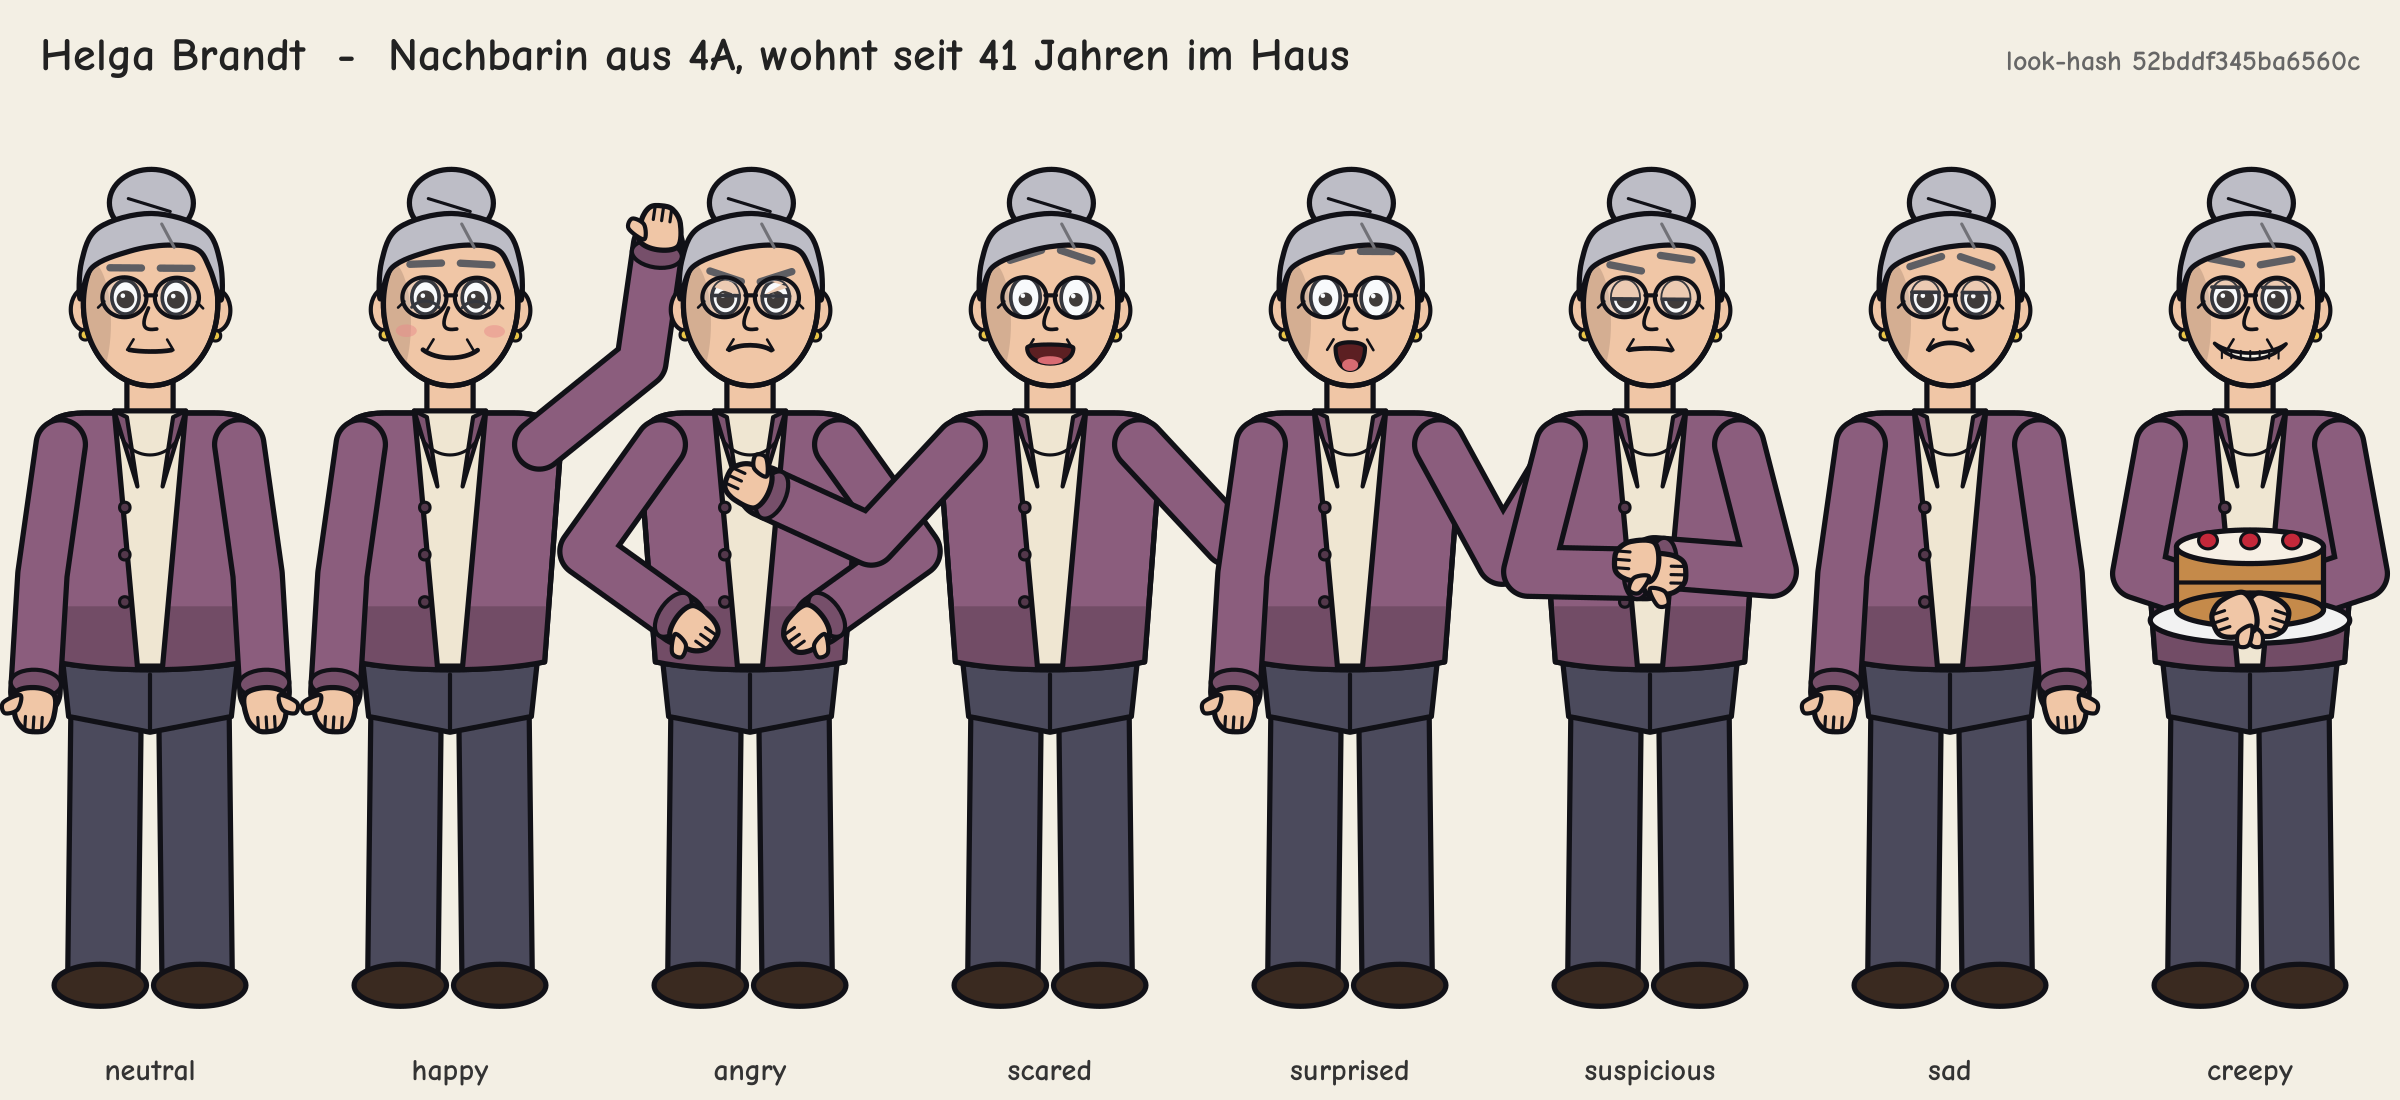 Helga Brandt - Nachbarin aus 4A, wohnt seit 41 Jahren im Haus
look-hash 52bddf345ba6560c
neutral
happy
angry
scared
surprised
suspicious
sad
creepy